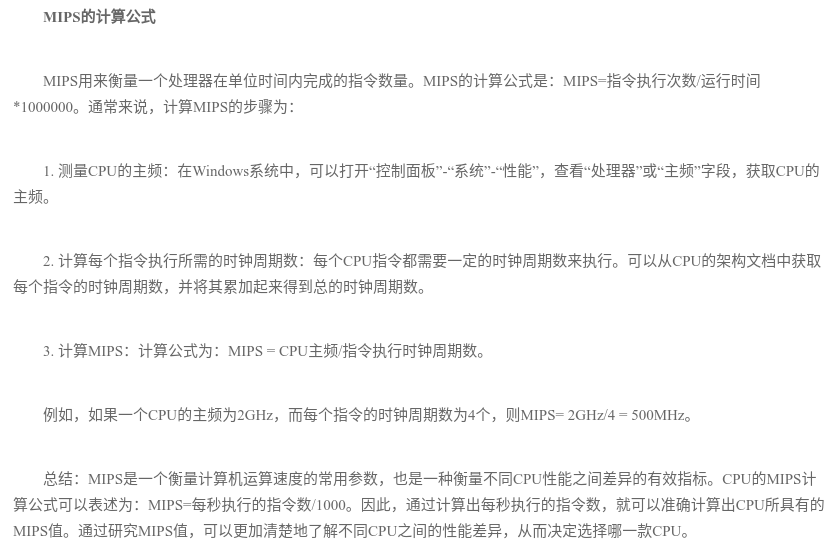 MIPS的计算公式
MIPS用来衡量一个处理器在单位时间内完成的指令数量。MIPS的计算公式是：MIPS=指令执行次数/运行时间
*1000000。通常来说，计算MIPS的步骤为：
1. 测量CPU的主频：在Windows系统中，可以打开“控制面板”-“系统”-“性能”，查看“处理器”或“主频”字段，获取CPU的
主频。
2. 计算每个指令执行所需的时钟周期数：每个CPU指令都需要一定的时钟周期数来执行。可以从CPU的架构文档中获取
每个指令的时钟周期数，并将其累加起来得到总的时钟周期数。
3. 计算MIPS：计算公式为：MIPS = CPU主频/指令执行时钟周期数。
例如，如果一个CPU的主频为2GHz，而每个指令的时钟周期数为4个，则MIPS= 2GHz/4 = 500MHz。
总结：MIPS是一个衡量计算机运算速度的常用参数，也是一种衡量不同CPU性能之间差异的有效指标。CPU的MIPS计
算公式可以表述为：MIPS=每秒执行的指令数/1000。因此，通过计算出每秒执行的指令数，就可以准确计算出CPU所具有的
MIPS值。通过研究MIPS值，可以更加清楚地了解不同CPU之间的性能差异，从而决定选择哪一款CPU。